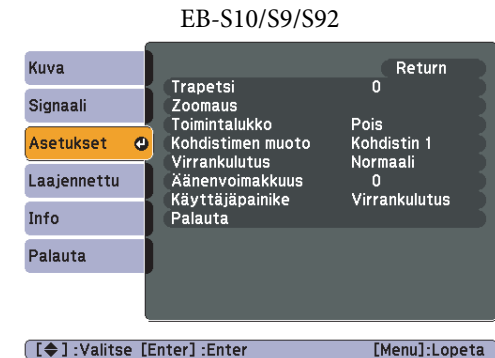 EB-S10/S9/S92
Kuva
Signaali
Asetukset
Laajennettu
Info
Palauta
Return
Trapetsi 0
Zoomaus
Toimintalukko Pois
Kohdistimen muoto Kohdistin 1
Virrankulutus Normaali
Äänenvoimakkuus 0
Käyttäjäpainike Virrankulutus
Palauta
[◆] :Valitse [Enter] :Enter [Menu]:Lopeta